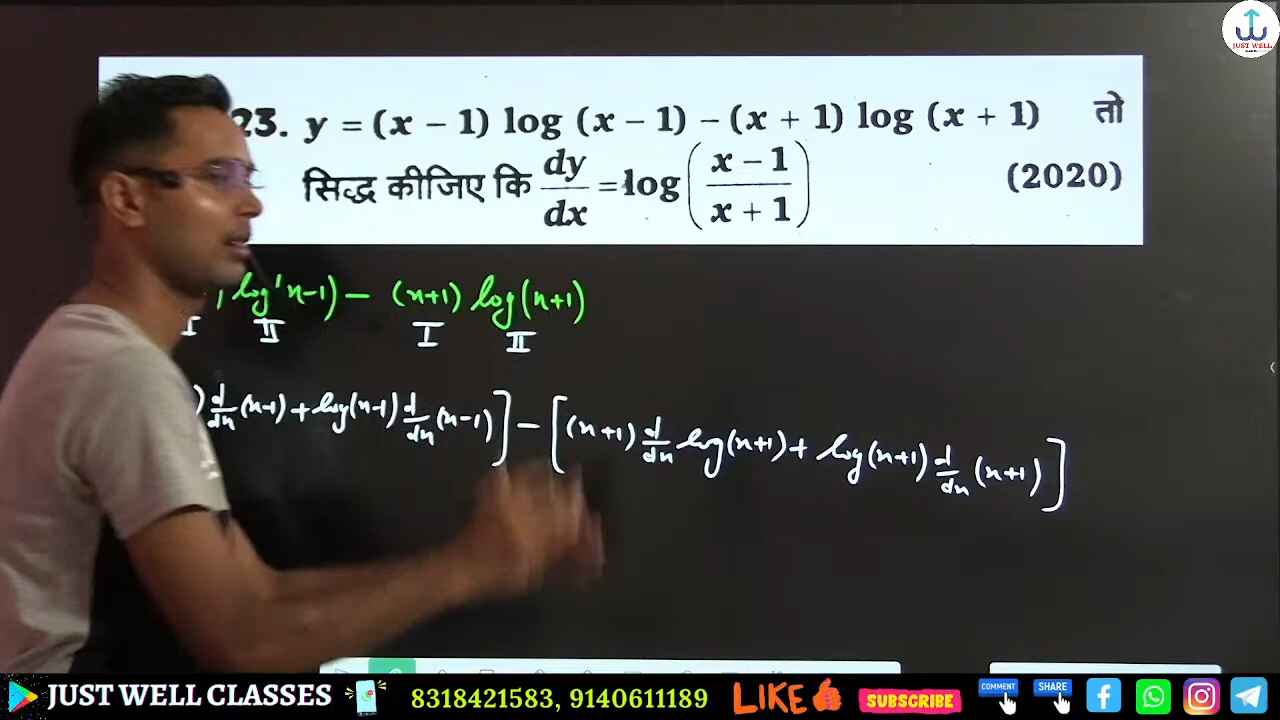 JUST WELL
23. y = (x − 1) log (x − 1) − (x + 1) log (x + 1) तो
सिद्ध कीजिए कि dy/dx = log ( x − 1 / x + 1 ) (2020)
log(x-1) − (x+1) log(x+1)
I II I II
) d/dx (x-1) + log(x-1) d/dx (x-1) ] − [ (x+1) d/dx log(x+1) + log(x+1) d/dx (x+1) ]
JUST WELL CLASSES 8318421583, 9140611189 LIKE SUBSCRIBE COMMENT SHARE